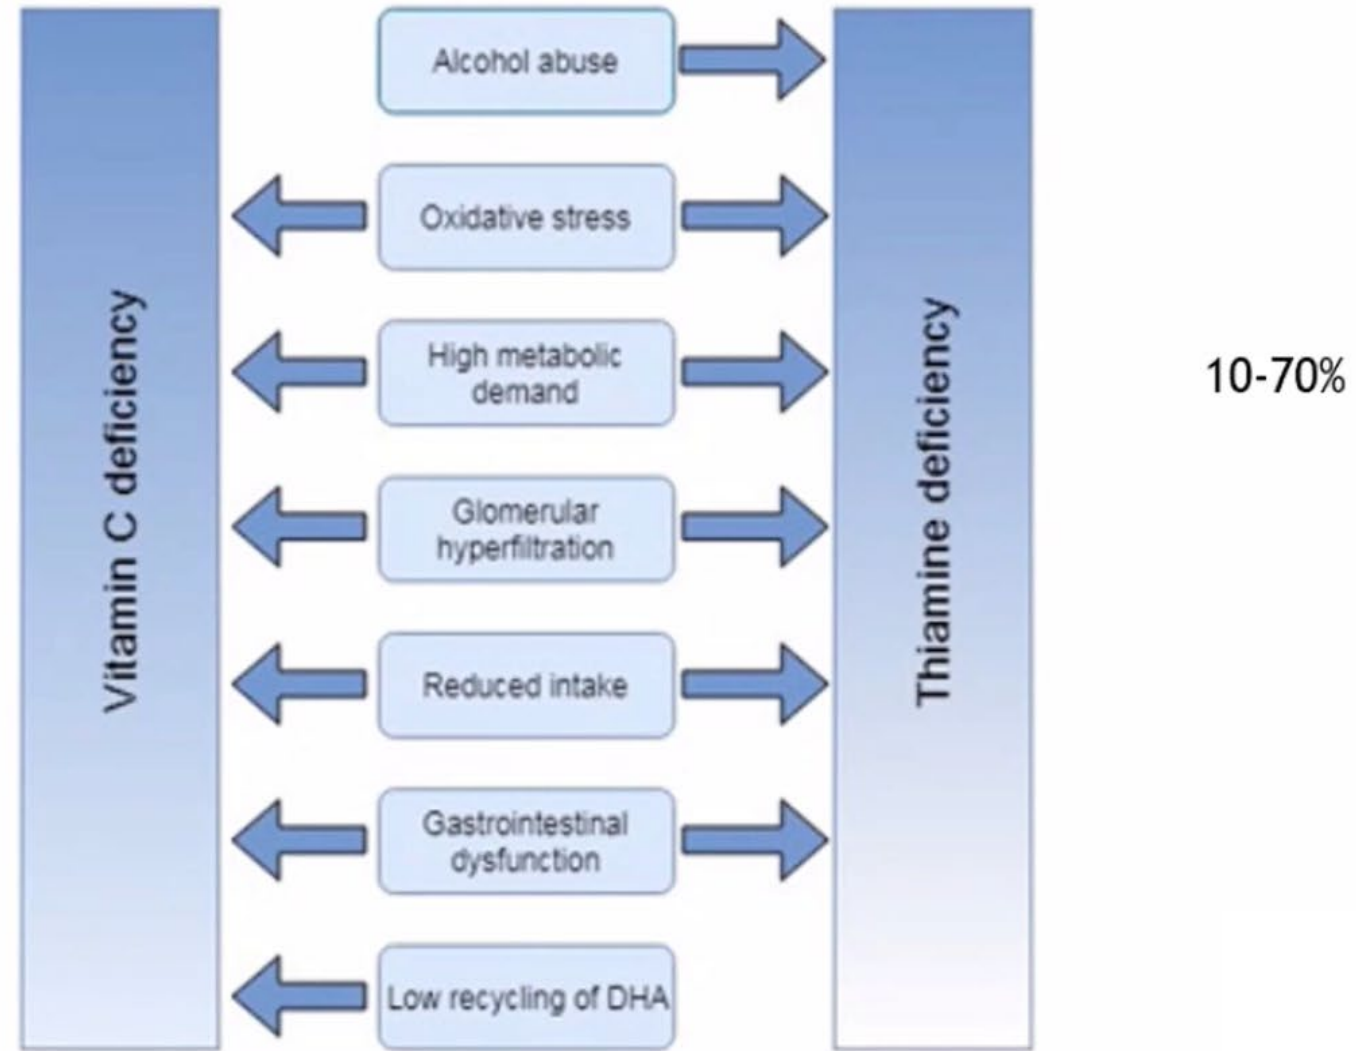 Vitamin C deficiency
Alcohol abuse
Oxidative stress
High metabolic
demand
Glomerular
hyperfiltration
Reduced intake
Gastrointestinal
dysfunction
Low recycling of DHA
Thiamine deficiency
10-70%